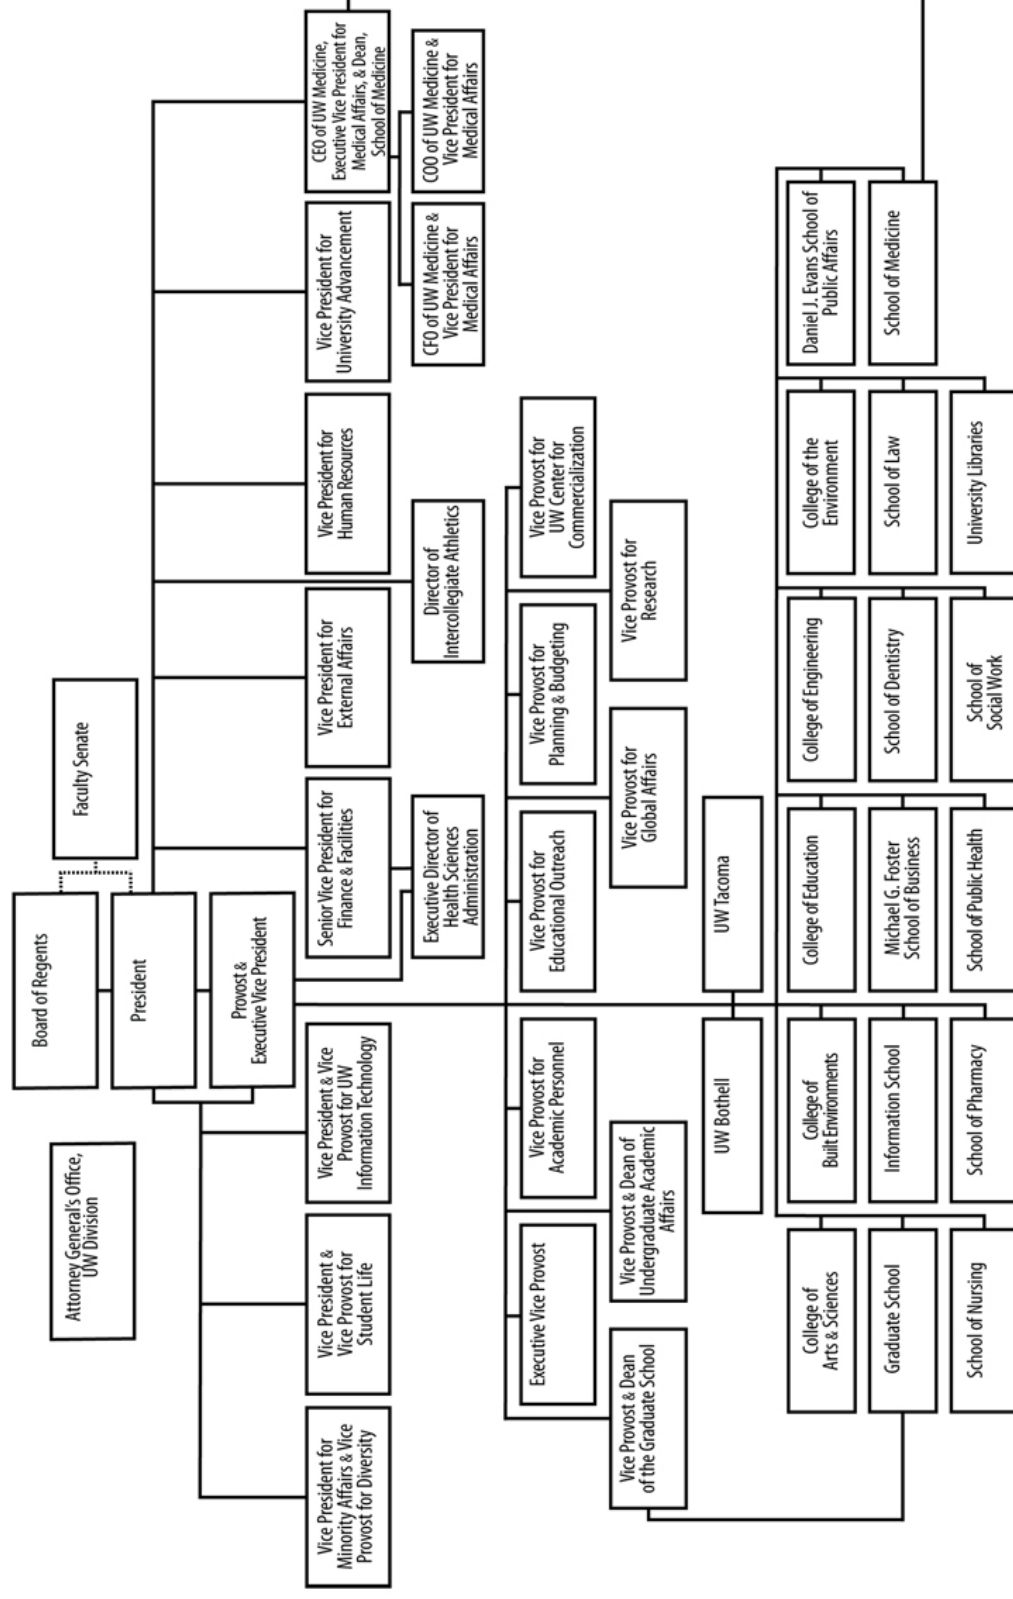 Attorney General's Office,
UW Division
Board of Regents
Faculty Senate
President
Provost &
Executive Vice President
Vice President for
Minority Affairs & Vice
Provost for Diversity
Vice President &
Vice Provost for
Student Life
Vice President & Vice
Provost for UW
Information Technology
Senior Vice President for
Finance & Facilities
Vice President for
External Affairs
Vice President for
Human Resources
Vice President for
University Advancement
CEO of UW Medicine,
Executive Vice President for
Medical Affairs, & Dean,
School of Medicine
Executive Director of
Health Sciences
Administration
Director of
Intercollegiate Athletics
CFO of UW Medicine &
Vice President for
Medical Affairs
COO of UW Medicine &
Vice President for
Medical Affairs
Executive Vice Provost
Vice Provost for
Academic Personnel
Vice Provost for
Educational Outreach
Vice Provost for
Planning & Budgeting
Vice Provost for
UW Center for
Commercialization
Vice Provost & Dean
of the Graduate School
Vice Provost & Dean of
Undergraduate Academic
Affairs
Vice Provost for
Global Affairs
Vice Provost for
Research
UW Bothell
UW Tacoma
College of
Arts & Sciences
College of
Built Environments
College of Education
College of Engineering
College of the
Environment
Daniel J. Evans School of
Public Affairs
Graduate School
Information School
Michael G. Foster
School of Business
School of Dentistry
School of Law
School of Medicine
School of Nursing
School of Pharmacy
School of Public Health
School of
Social Work
University Libraries